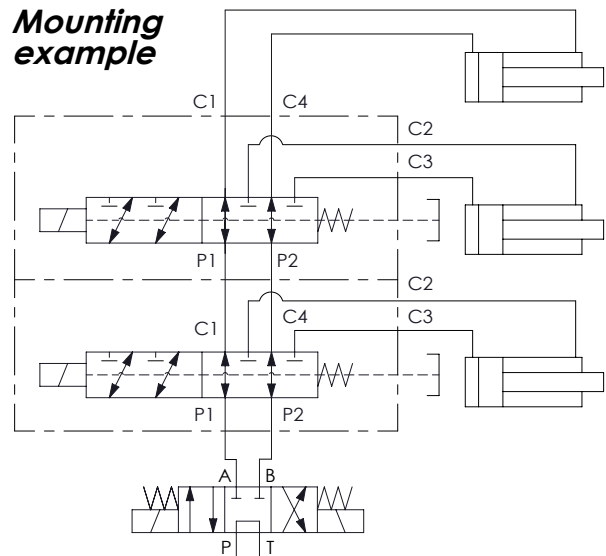 Mounting
example
C1 C4
C2
C3
P1 P2
C2
C1 C4 C3
P1 P2
A B
P T